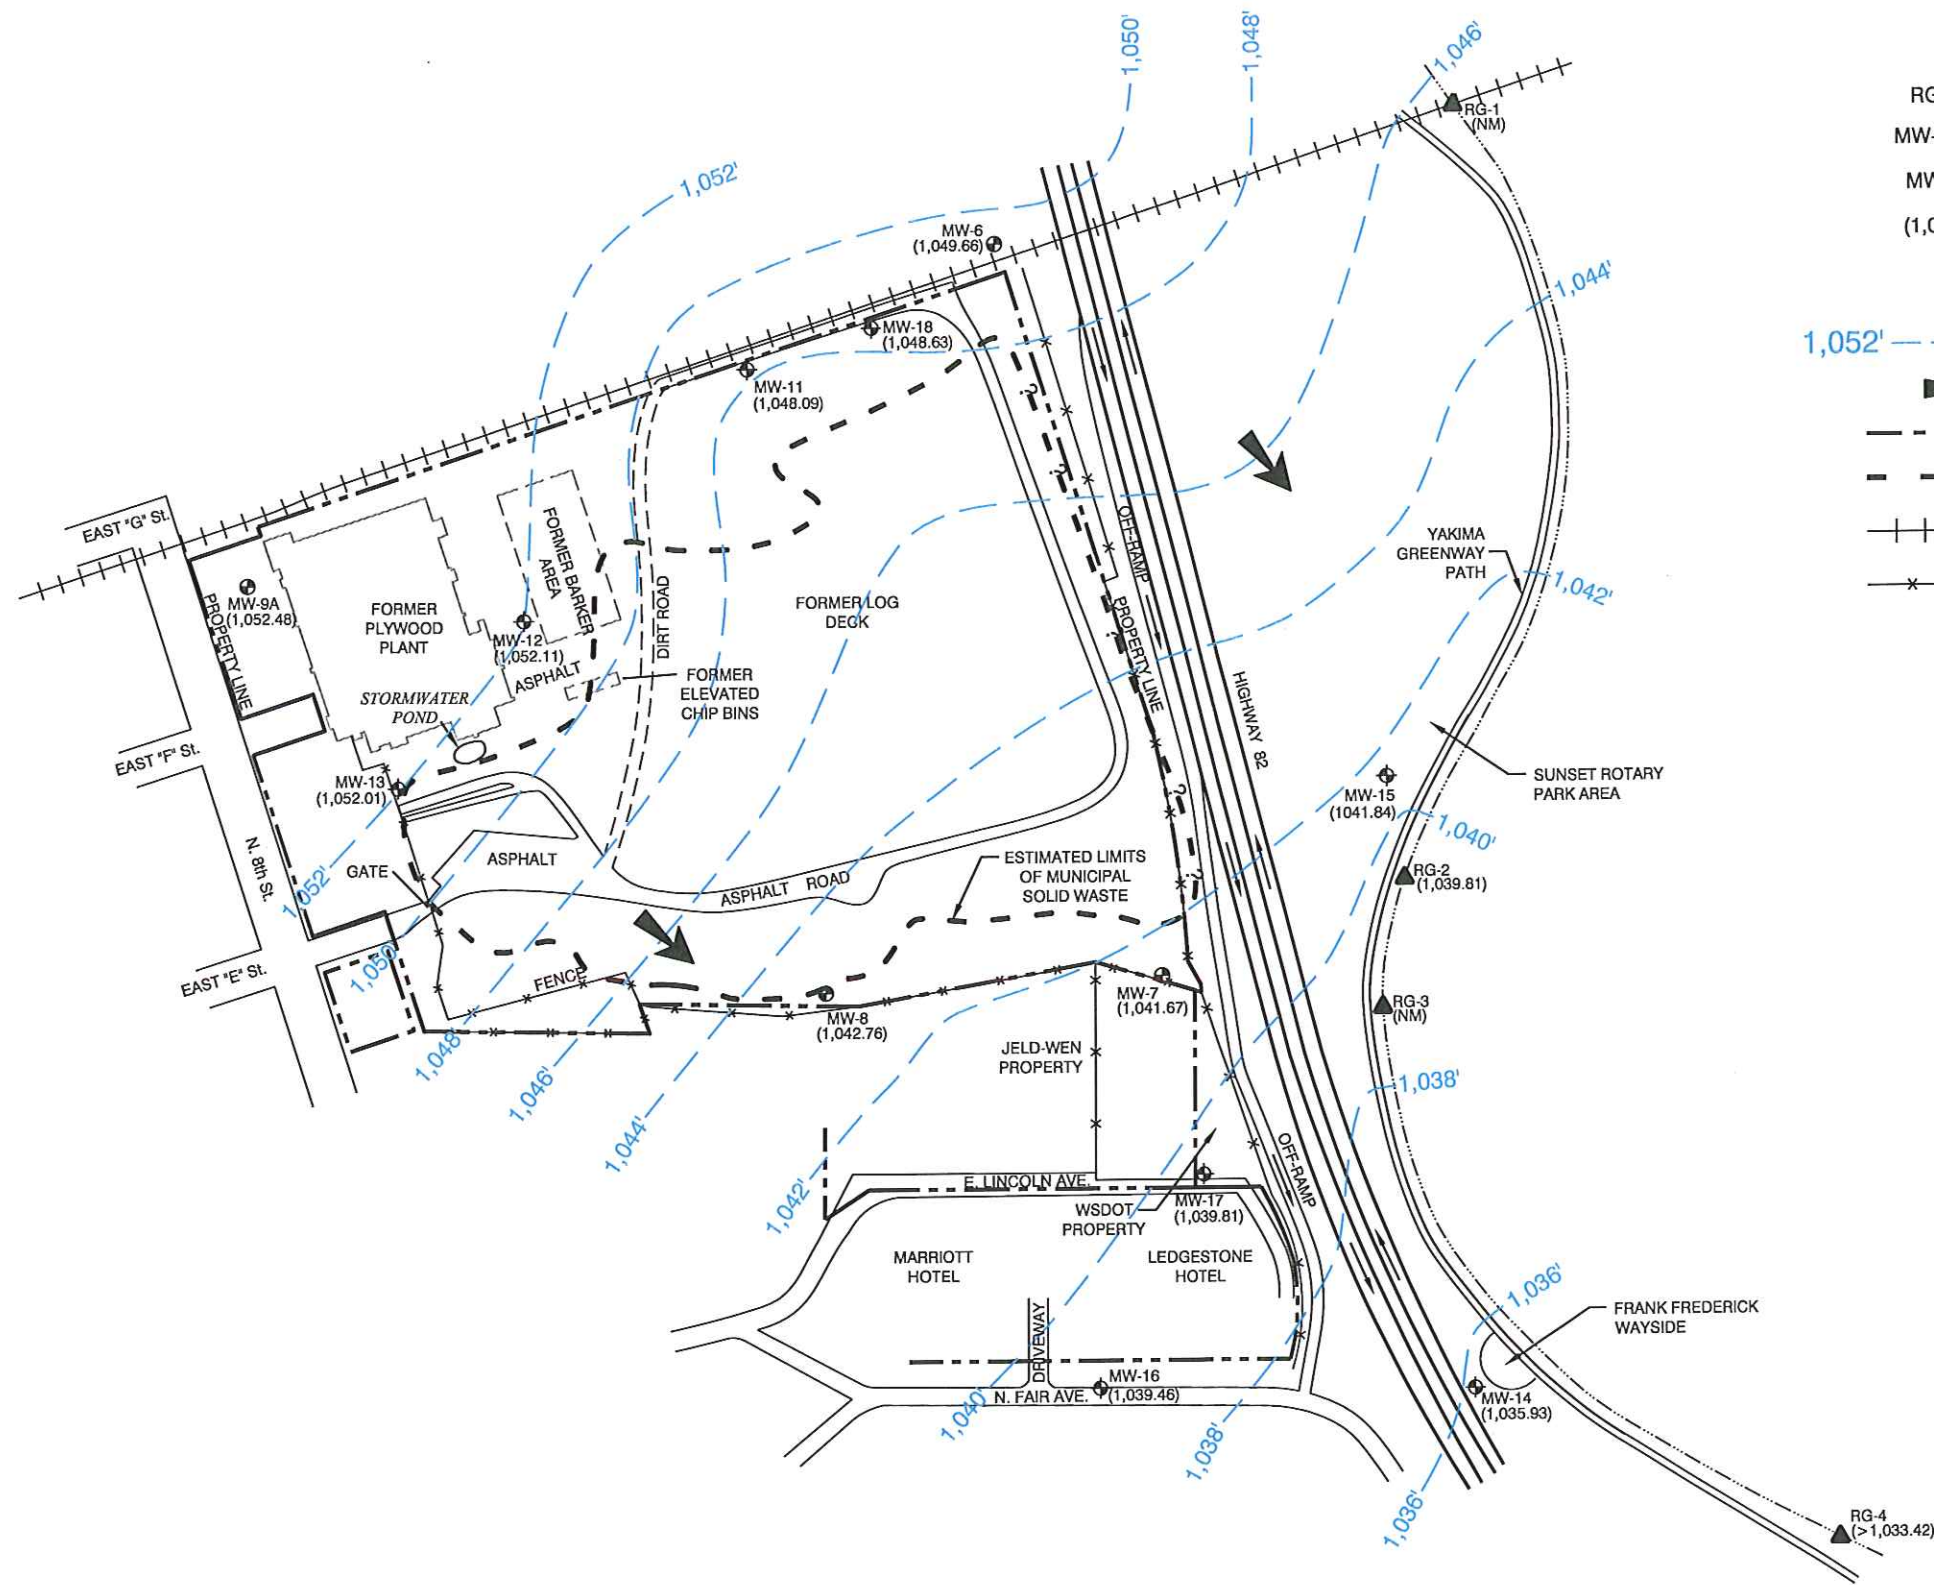 1,050'
1,048'
1,046'
RG-1
(NM)
1,052'
MW-6
(1,049.66)
1,044'
MW-18
(1,048.63)
MW-11
(1,048.09)
1,052'
EAST "G" St.
MW-9A
(1,052.48)
PROPERTY LINE
FORMER
PLYWOOD
PLANT
FORMER BARKER
AREA
MW-12
(1,052.11)
ASPHALT
DIRT ROAD
FORMER LOG
DECK
FORMER
ELEVATED
CHIP BINS
STORMWATER
POND
OFF-RAMP
PROPERTY LINE
?
?
?
?
?
HIGHWAY 82
YAKIMA
GREENWAY
PATH
1,042'
EAST "F" St.
MW-13
(1,052.01)
MW-15
(1041.84)
SUNSET ROTARY
PARK AREA
1,040'
N. 8th St.
GATE
ASPHALT
ASPHALT ROAD
ESTIMATED LIMITS
OF MUNICIPAL
SOLID WASTE
RG-2
(1,039.81)
1,052'
1,050'
EAST "E" St.
FENCE
MW-8
(1,042.76)
MW-7
(1,041.67)
RG-3
(NM)
JELD-WEN
PROPERTY
1,048'
1,046'
1,044'
1,042'
1,038'
E. LINCOLN AVE.
WSDOT
PROPERTY
MW-17
(1,039.81)
OFF-RAMP
MARRIOTT
HOTEL
LEDGESTONE
HOTEL
DRIVEWAY
1,036'
FRANK FREDERICK
WAYSIDE
N. FAIR AVE.
MW-16
(1,039.46)
MW-14
(1,035.93)
1,040'
1,038'
1,036'
RG-4
(>1,033.42)